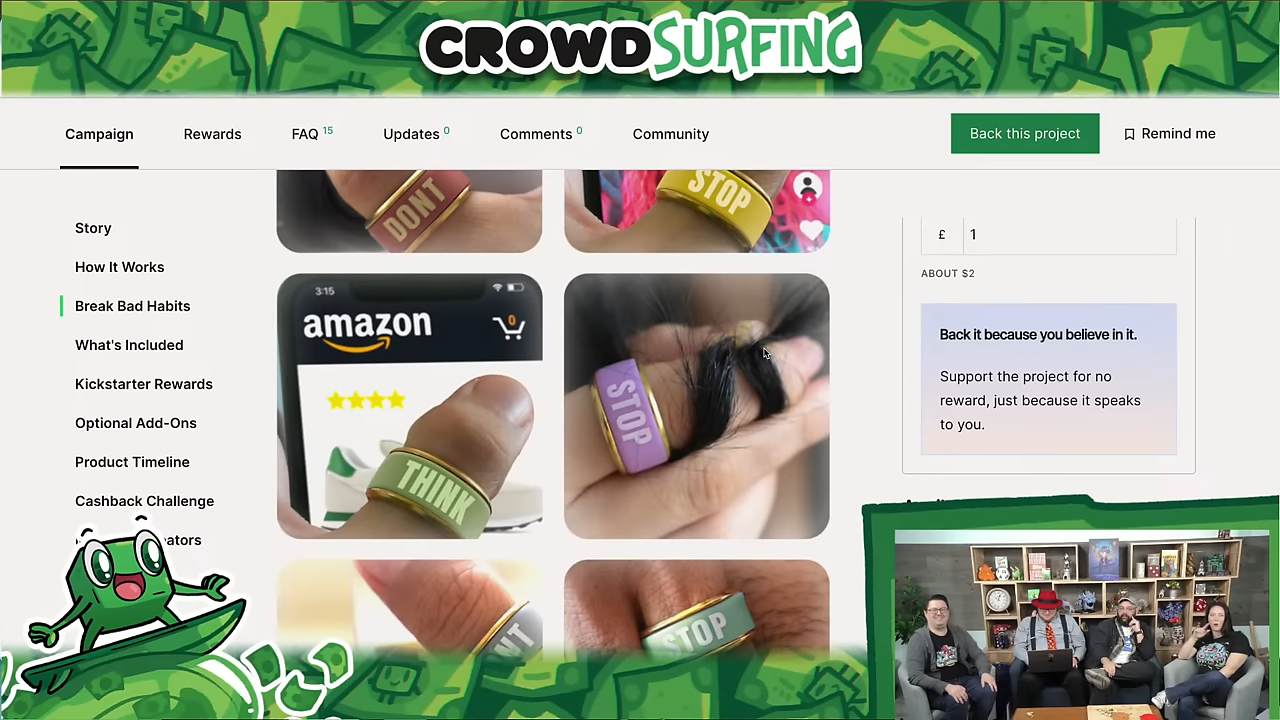 CROWDSURFING
Campaign
Rewards
FAQ 15
Updates 0
Comments 0
Community
Back this project
Remind me
Story
How It Works
Break Bad Habits
What's Included
Kickstarter Rewards
Optional Add-Ons
Product Timeline
Cashback Challenge
eators
DONT
STOP
3:15
amazon
0
THINK
STOP
STOP
£ 1
ABOUT $2
Back it because you believe in it.
Support the project for no
reward, just because it speaks
to you.